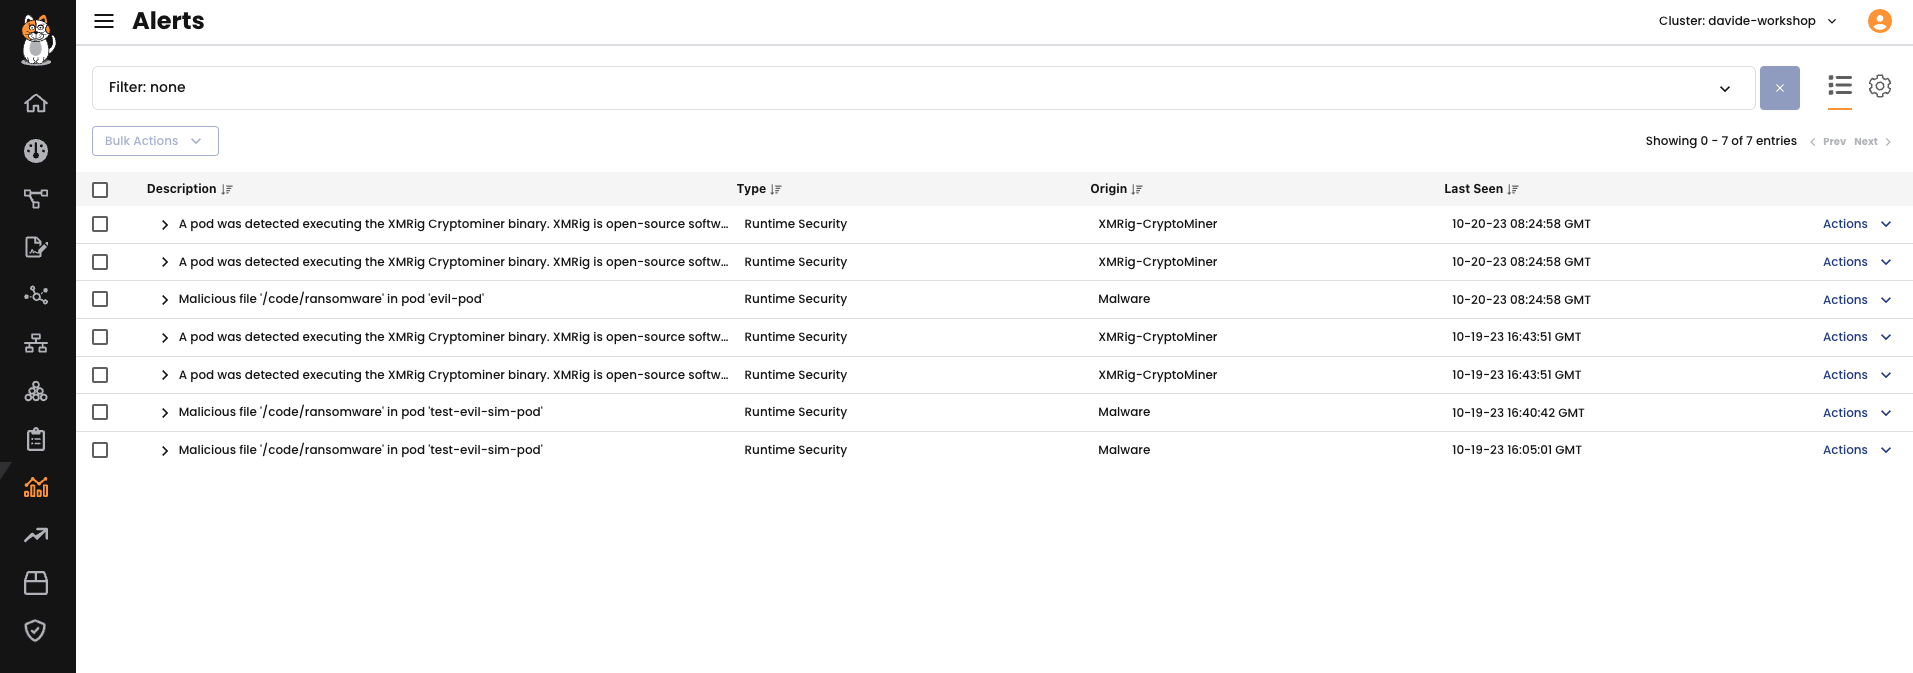 Alerts
Cluster: davide-workshop
Filter: none
Bulk Actions
Showing 0 - 7 of 7 entries Prev Next
Description Type Origin Last Seen
A pod was detected executing the XMRig Cryptominer binary. XMRig is open-source softw... Runtime Security XMRig-CryptoMiner 10-20-23 08:24:58 GMT Actions
A pod was detected executing the XMRig Cryptominer binary. XMRig is open-source softw... Runtime Security XMRig-CryptoMiner 10-20-23 08:24:58 GMT Actions
Malicious file '/code/ransomware' in pod 'evil-pod' Runtime Security Malware 10-20-23 08:24:58 GMT Actions
A pod was detected executing the XMRig Cryptominer binary. XMRig is open-source softw... Runtime Security XMRig-CryptoMiner 10-19-23 16:43:51 GMT Actions
A pod was detected executing the XMRig Cryptominer binary. XMRig is open-source softw... Runtime Security XMRig-CryptoMiner 10-19-23 16:43:51 GMT Actions
Malicious file '/code/ransomware' in pod 'test-evil-sim-pod' Runtime Security Malware 10-19-23 16:40:42 GMT Actions
Malicious file '/code/ransomware' in pod 'test-evil-sim-pod' Runtime Security Malware 10-19-23 16:05:01 GMT Actions